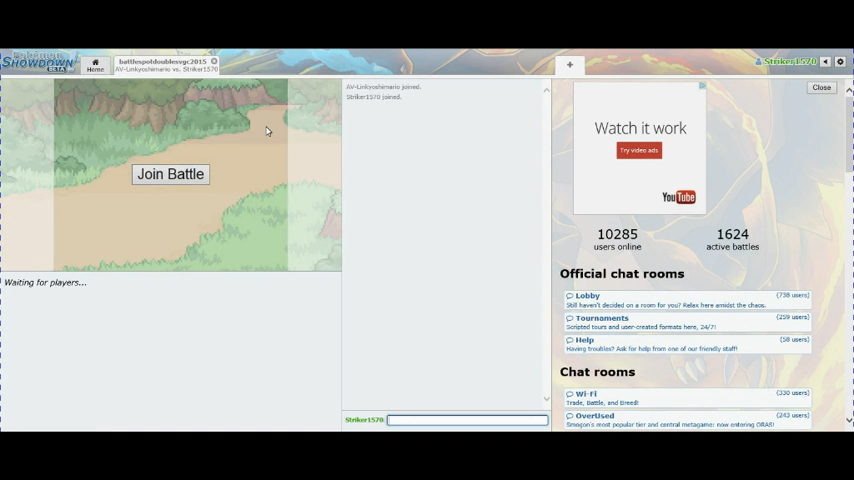 SHOWDOWN
BETA
Home
battlespotdoublesvgc2015
AV-Linkyoshimario vs. Striker1570
+
Striker1570
AV-Linkyoshimario joined.
Striker1570 joined.
Close
Join Battle
Watch it work
Try video ads
YouTube
10285
users online
1624
active battles
Waiting for players...
Official chat rooms
Lobby
(738 users)
Still haven't decided on a room for you? Relax here amidst the chaos.
Tournaments
(259 users)
Scripted tours and user-created formats here, 24/7!
Help
(58 users)
Having troubles? Ask for help from one of our friendly staff!
Chat rooms
Wi-Fi
(330 users)
Trade, Battle, and Breed!
OverUsed
(243 users)
Smogon's most popular tier and central metagame: now entering ORAS!
Striker1570: